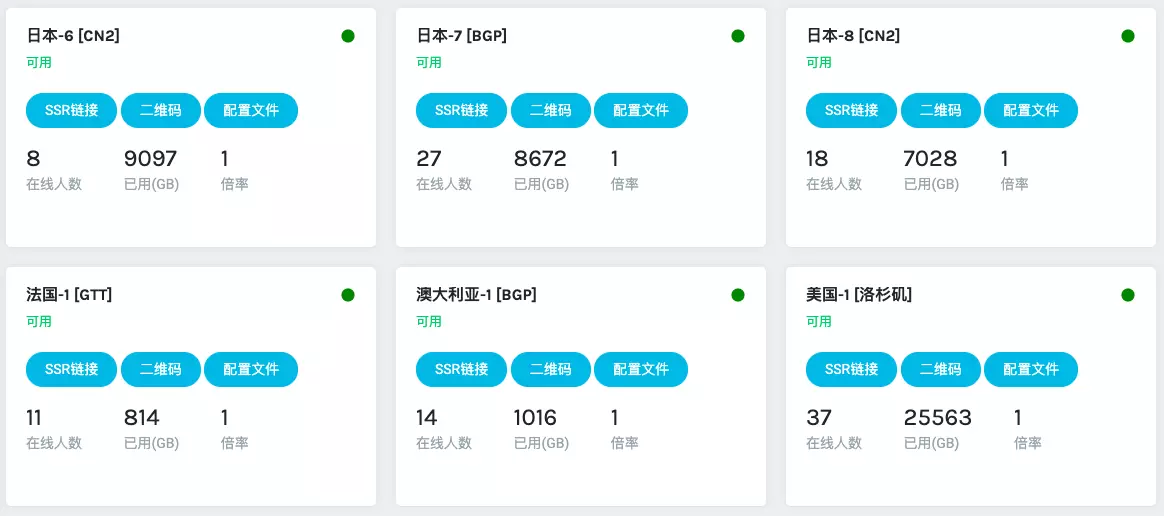 日本-6 [CN2]
可用
SSR链接 二维码 配置文件
8 9097 1
在线人数 已用(GB) 倍率
日本-7 [BGP]
可用
SSR链接 二维码 配置文件
27 8672 1
在线人数 已用(GB) 倍率
日本-8 [CN2]
可用
SSR链接 二维码 配置文件
18 7028 1
在线人数 已用(GB) 倍率
法国-1 [GTT]
可用
SSR链接 二维码 配置文件
11 814 1
在线人数 已用(GB) 倍率
澳大利亚-1 [BGP]
可用
SSR链接 二维码 配置文件
14 1016 1
在线人数 已用(GB) 倍率
美国-1 [洛杉矶]
可用
SSR链接 二维码 配置文件
37 25563 1
在线人数 已用(GB) 倍率